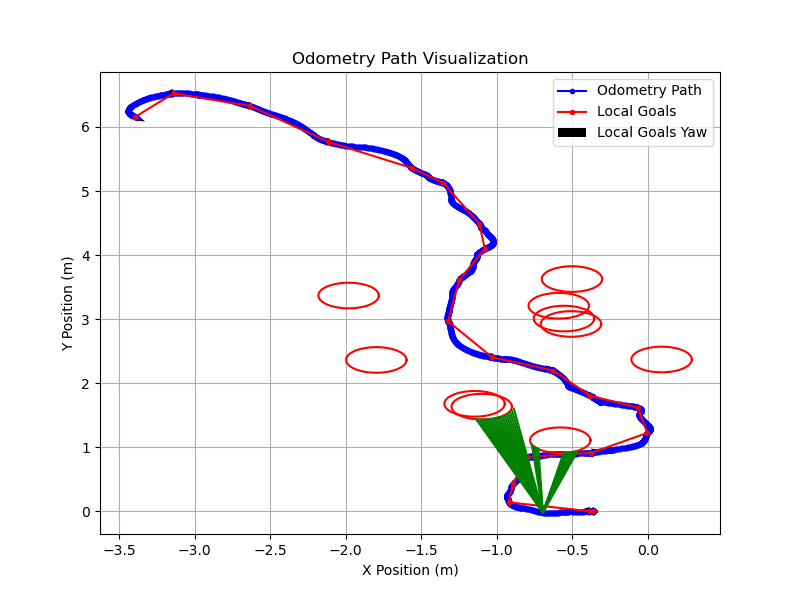 Odometry Path Visualization
Odometry Path
Local Goals
Local Goals Yaw
Y Position (m)
6
5
4
3
2
1
0
−3.5 −3.0 −2.5 −2.0 −1.5 −1.0 −0.5 0.0
X Position (m)